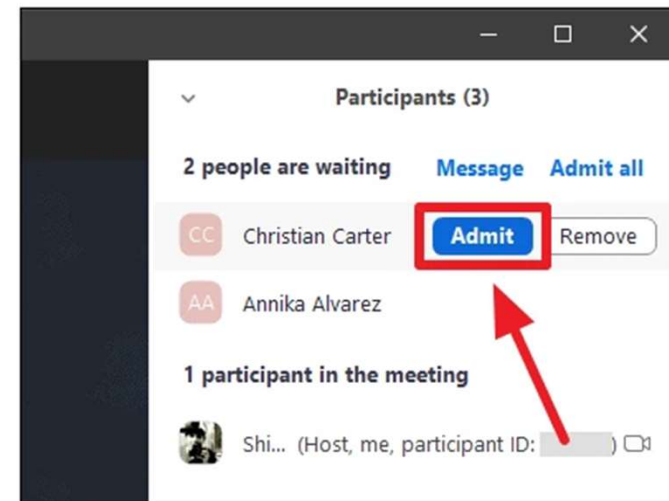 Participants (3)
2 people are waiting Message Admit all
CC Christian Carter Admit Remove
AA Annika Alvarez
1 participant in the meeting
Shi... (Host, me, participant ID: )